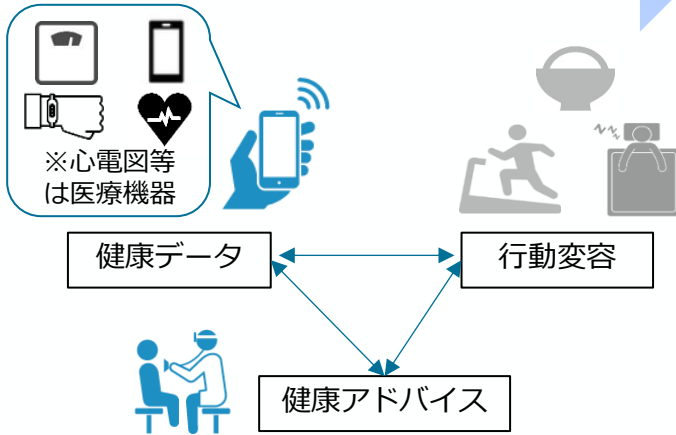 ※心電図等
は医療機器
健康データ
行動変容
健康アドバイス